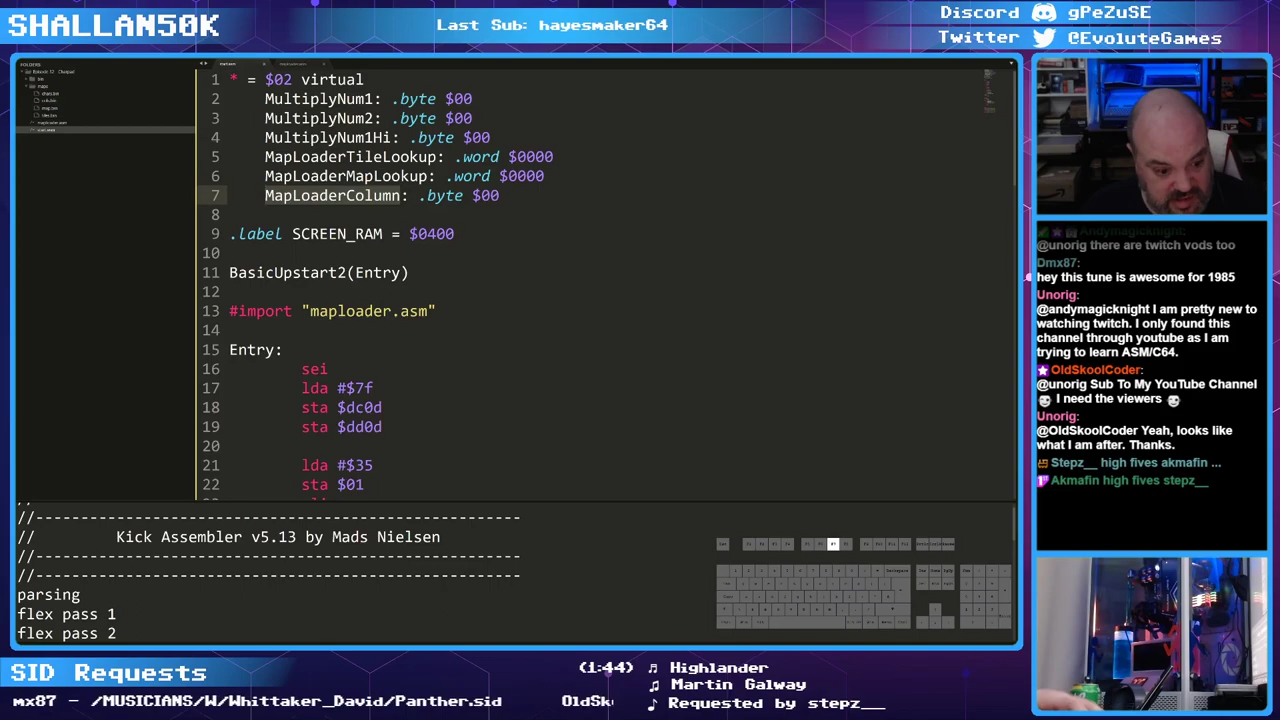 SHALLAN50K
Last Sub: hayesmaker64
Discord gPeZuSE
Twitter @EvoluteGames
FOLDERS
1 * = $02 virtual
2 MultiplyNum1: .byte $00
3 MultiplyNum2: .byte $00
4 MultiplyNum1Hi: .byte $00
5 MapLoaderTileLookup: .word $0000
6 MapLoaderMapLookup: .word $0000
7 MapLoaderColumn: .byte $00
8
9 .label SCREEN_RAM = $0400
10
11 BasicUpstart2(Entry)
12
13 #import "maploader.asm"
14
15 Entry:
16 sei
17 lda #$7f
18 sta $dc0d
19 sta $dd0d
20
21 lda #$35
22 sta $01
//------------------------------------------------------
// Kick Assembler v5.13 by Mads Nielsen
//------------------------------------------------------
//------------------------------------------------------
parsing
flex pass 1
flex pass 2
Andymagicknight:
@unorig there are twitch vods too
Dmx87:
hey this tune is awesome for 1985
Unorig:
@andymagicknight I am pretty new to
watching twitch. I only found this
channel through youtube as I am
trying to learn ASM/C64.
OldSkoolCoder:
@unorig Sub To My YouTube Channel
I need the viewers
Unorig:
@OldSkoolCoder Yeah, looks like
what I am after. Thanks.
Stepz__ high fives akmafin ...
Akmafin high fives stepz__
SID Requests
(1:44) ♬ Highlander
♫ Martin Galway
♪ Requested by stepz__
mx87 - /MUSICIANS/W/Whittaker_David/Panther.sid OldSk